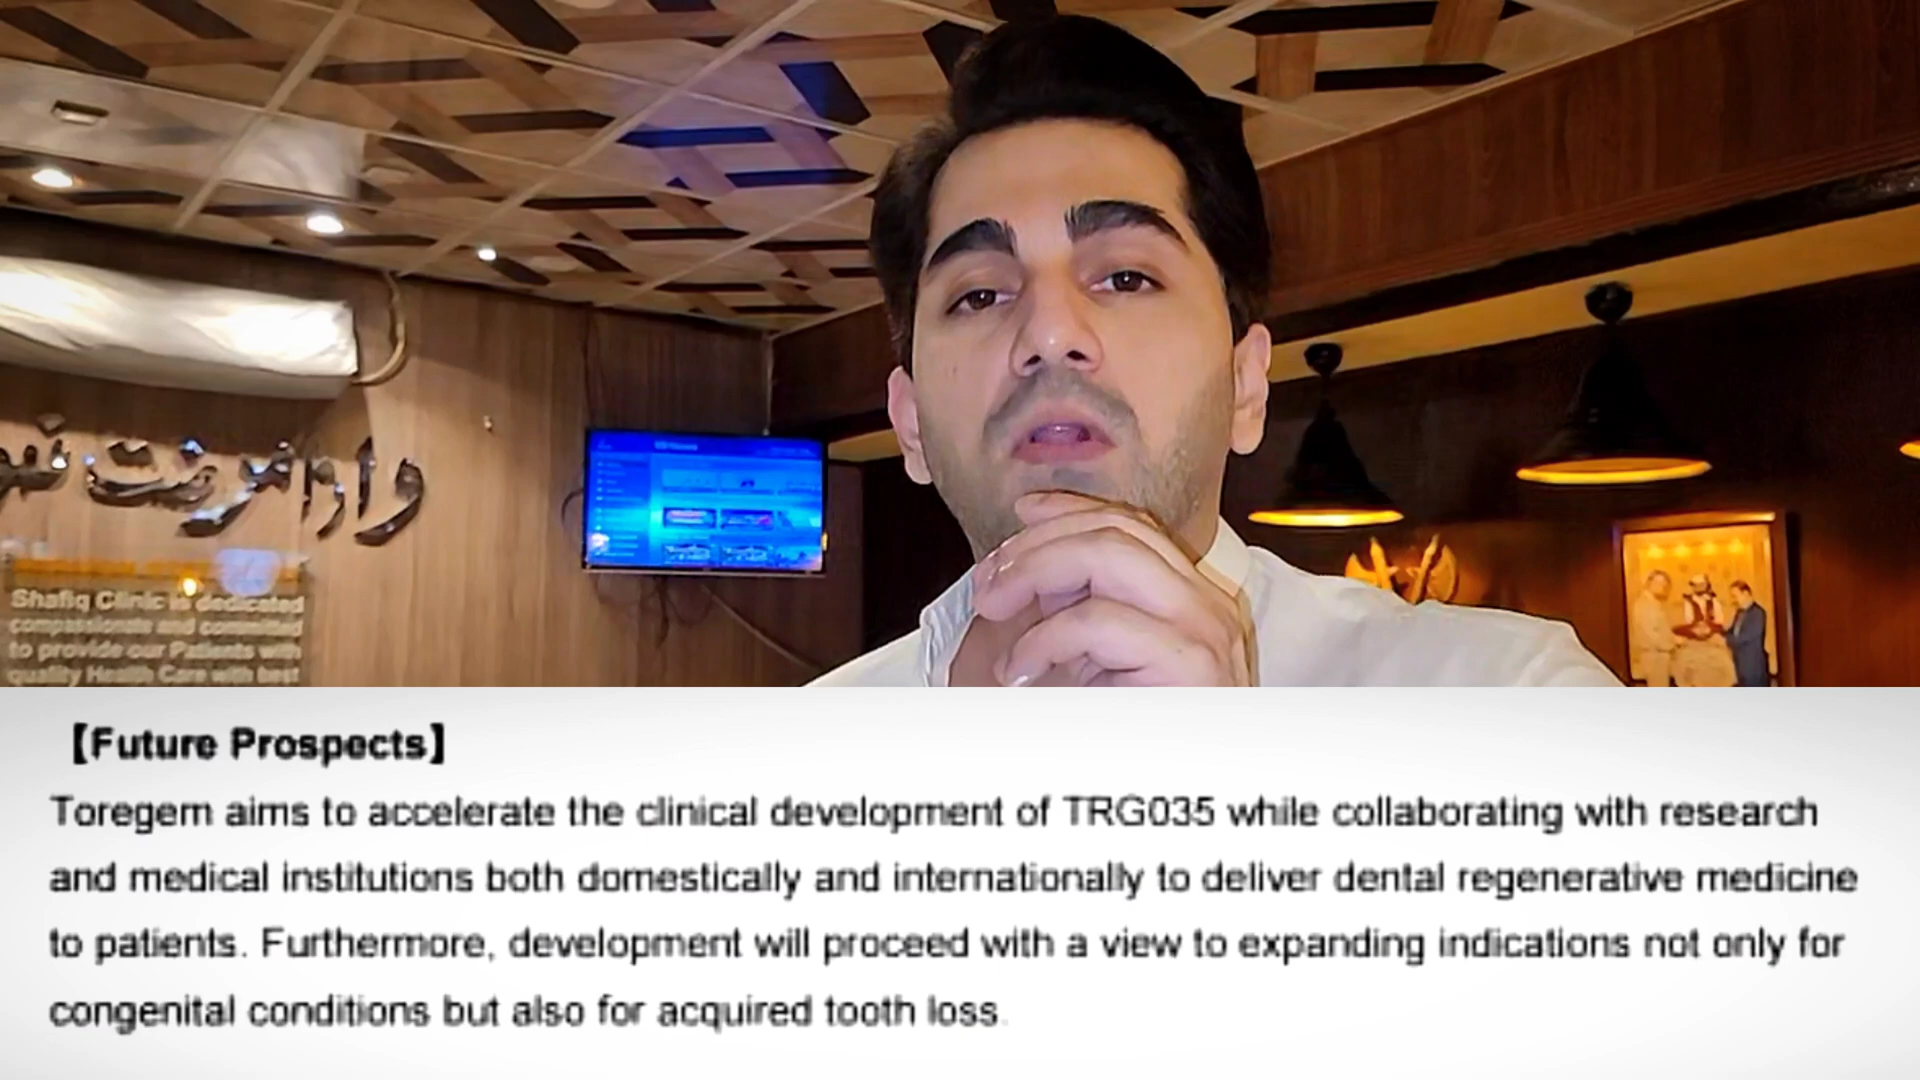 Shafiq Clinic is dedicated
compassionate and committed
to provide our Patients with
quality Health Care with best
【Future Prospects】
Toregem aims to accelerate the clinical development of TRG035 while collaborating with research
and medical institutions both domestically and internationally to deliver dental regenerative medicine
to patients. Furthermore, development will proceed with a view to expanding indications not only for
congenital conditions but also for acquired tooth loss.